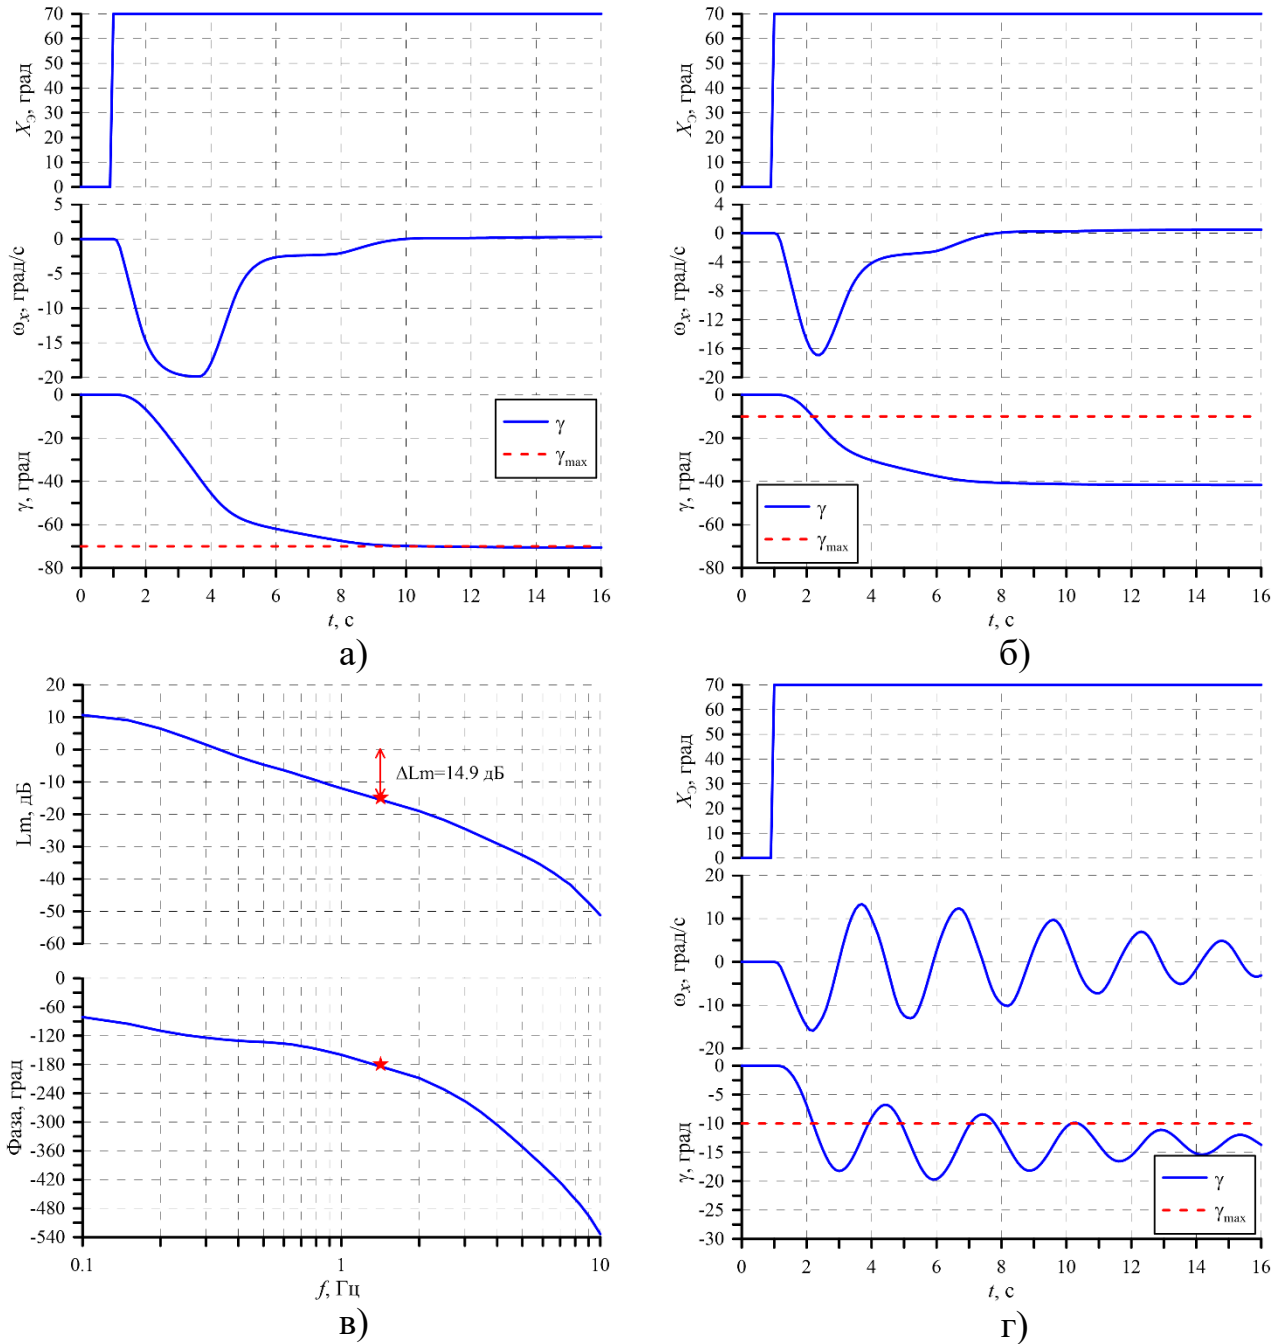 70
60
50
40
30
20
10
0
Xэ, град
5
0
-5
-10
-15
-20
ωx, град/с
0
-20
-40
-60
-80
γ, град
γ
γmax
0 2 4 6 8 10 12 14 16
t, с
а)
70
60
50
40
30
20
10
0
Xэ, град
4
0
-4
-8
-12
-16
-20
ωx, град/с
0
-20
-40
-60
-80
γ, град
γ
γmax
0 2 4 6 8 10 12 14 16
t, с
б)
20
10
0
-10
-20
-30
-40
-50
-60
Lm, дБ
ΔLm=14.9 дБ
0
-60
-120
-180
-240
-300
-360
-420
-480
-540
Фаза, град
0.1 1 10
f, Гц
в)
70
60
50
40
30
20
10
0
Xэ, град
20
10
0
-10
-20
ωx, град/с
0
-5
-10
-15
-20
-25
-30
γ, град
γ
γmax
0 2 4 6 8 10 12 14 16
t, с
г)